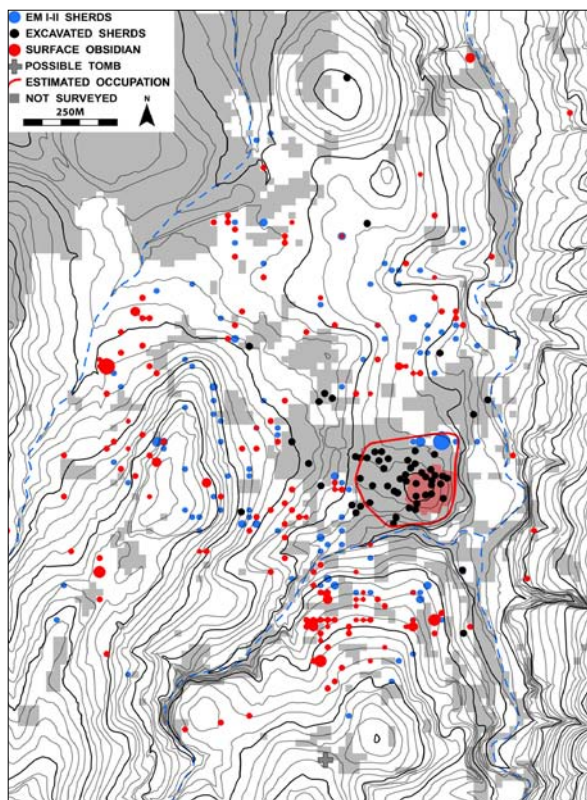 EM I-II SHERDS
EXCAVATED SHERDS
SURFACE OBSIDIAN
POSSIBLE TOMB
ESTIMATED OCCUPATION
NOT SURVEYED
250M
N